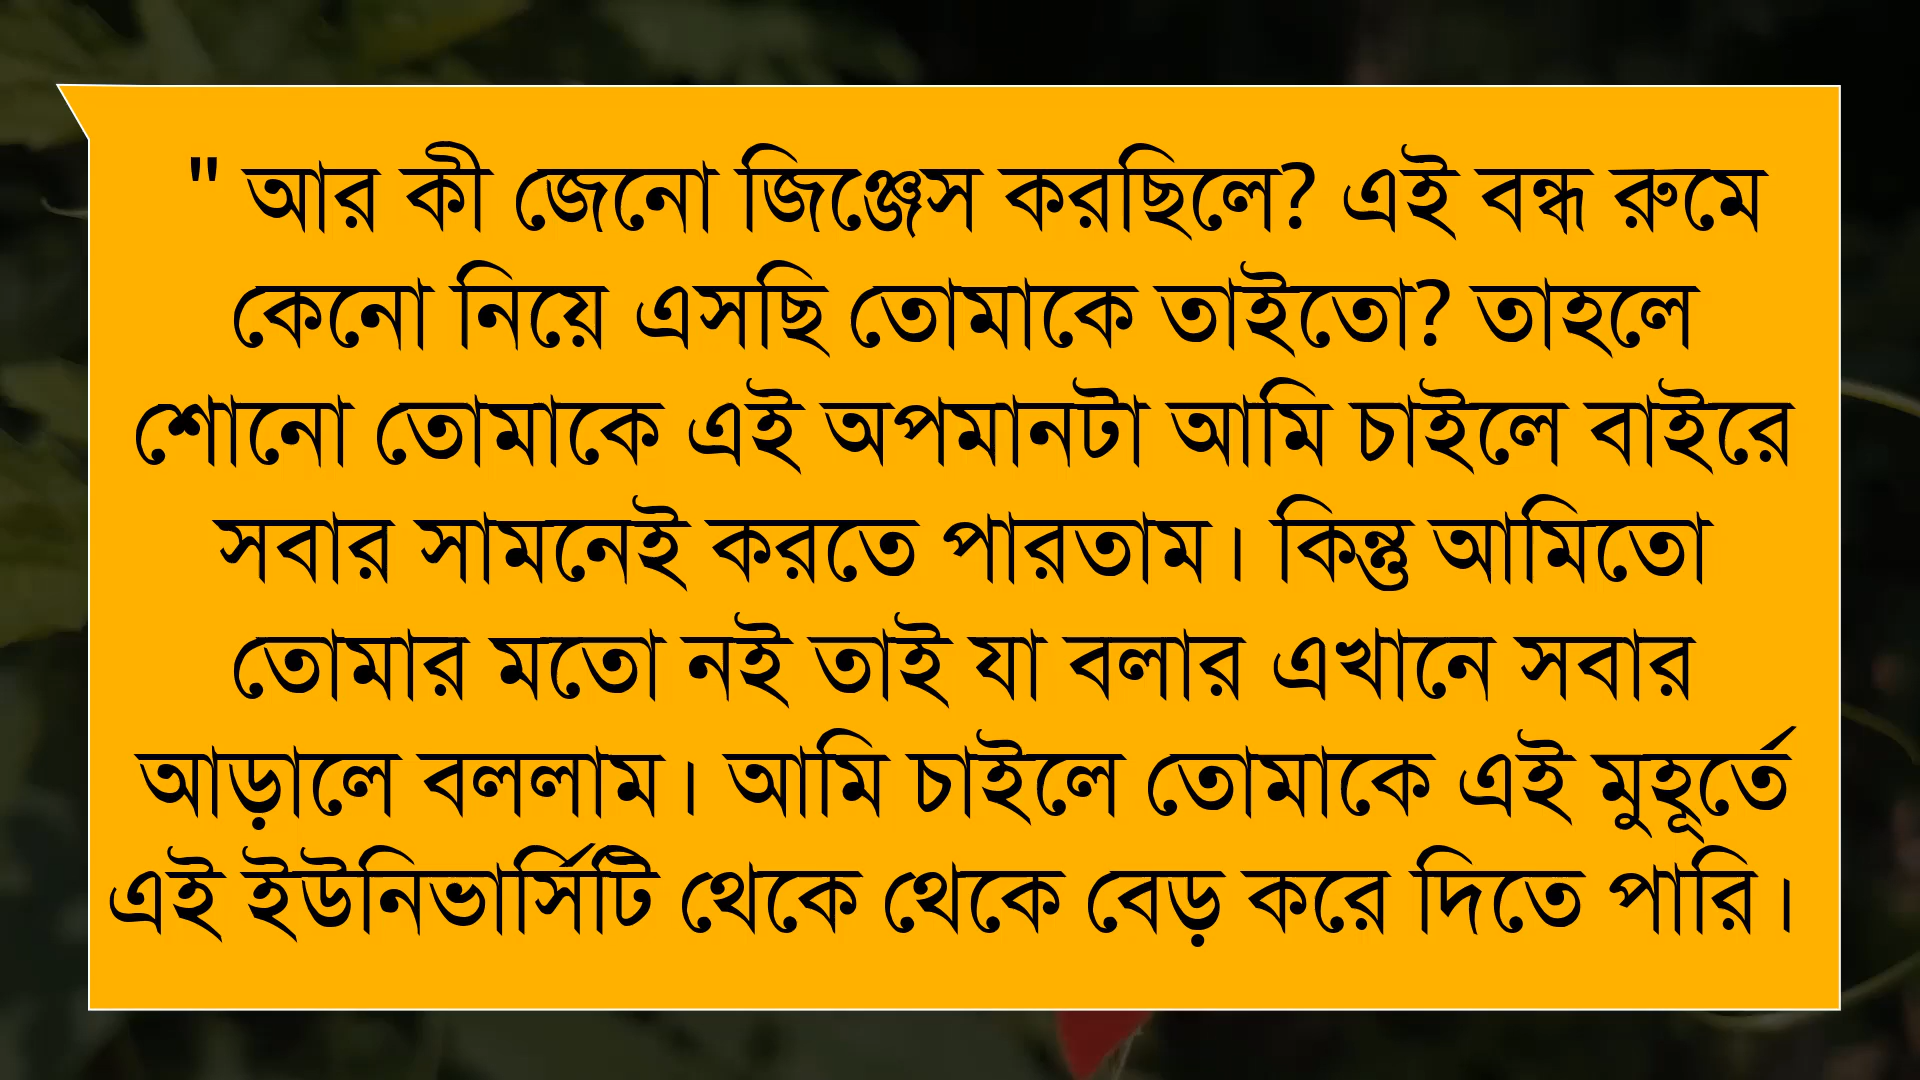 " আর কী জেনো জিজ্ঞেস করছিলে? এই বন্ধ রুমে
কেনো নিয়ে এসছি তোমাকে তাইতো? তাহলে
শোনো তোমাকে এই অপমানটা আমি চাইলে বাইরে
সবার সামনেই করতে পারতাম। কিন্তু আমিতো
তোমার মতো নই তাই যা বলার এখানে সবার
আড়ালে বললাম। আমি চাইলে তোমাকে এই মুহূর্তে
এই ইউনিভার্সিটি থেকে থেকে বেড় করে দিতে পারি।